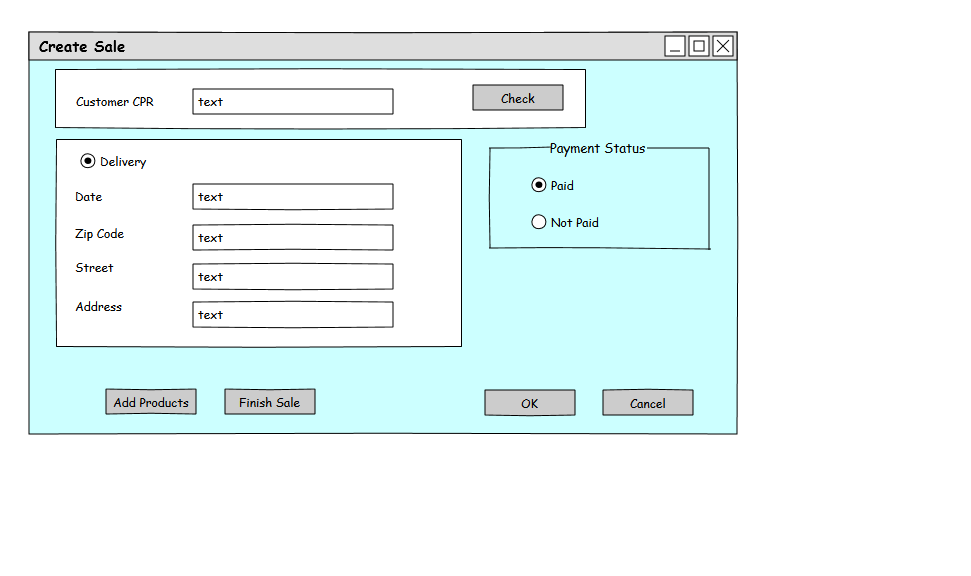 Create Sale
Customer CPR text Check
Delivery
Payment Status
Paid
Date text
Not Paid
Zip Code text
Street text
Address text
Add Products Finish Sale OK Cancel